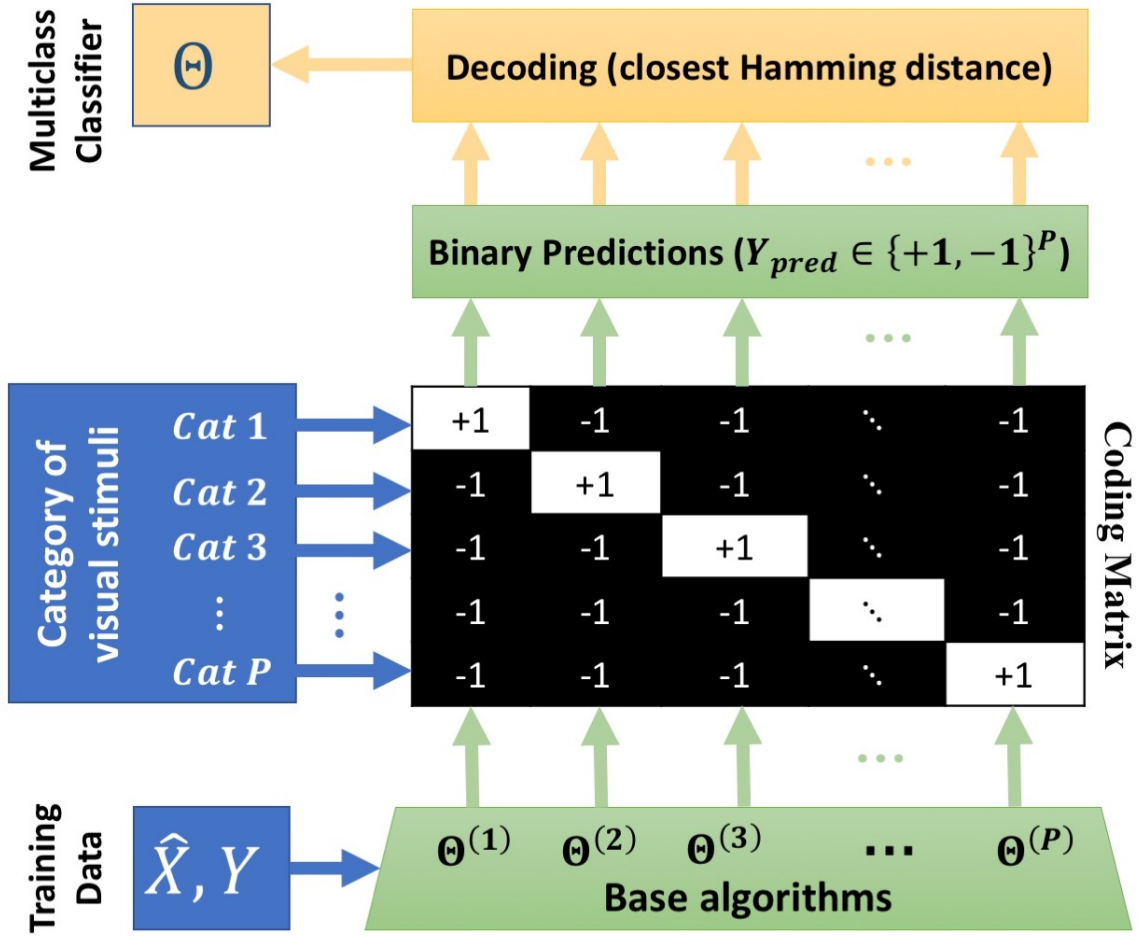 Multiclass
Classifier
Θ
Decoding (closest Hamming distance)
...
Binary Predictions (Y_pred ∈ {+1, −1}^P)
...
Category of
visual stimuli
Cat 1
Cat 2
Cat 3
⋮
Cat P
⋮
+1 -1 -1 ⋱ -1
-1 +1 -1 ⋱ -1
-1 -1 +1 ⋱ -1
-1 -1 -1 ⋱ -1
-1 -1 -1 ⋱ +1
Coding Matrix
...
Training
Data
X̂, Y
Θ^(1) Θ^(2) Θ^(3) ... Θ^(P)
Base algorithms